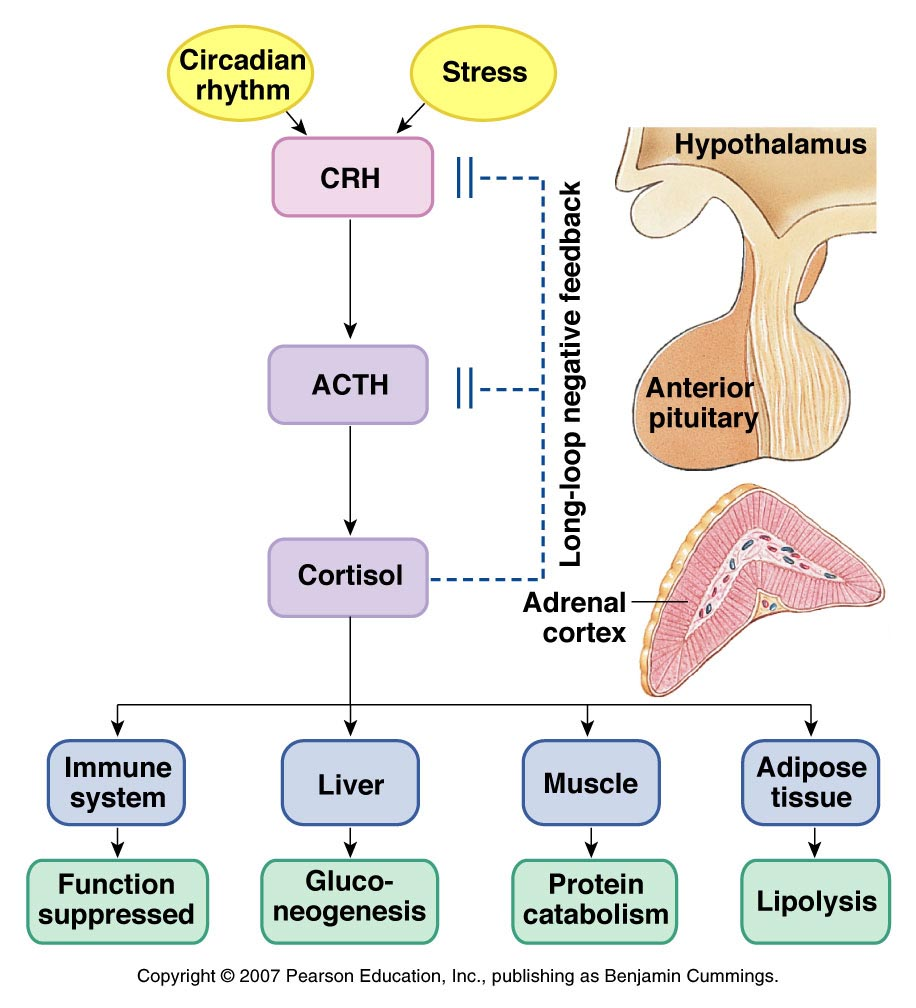 Circadian
rhythm
Stress
CRH
Hypothalamus
Long-loop negative feedback
ACTH
Anterior
pituitary
Cortisol
Adrenal
cortex
Immune
system
Liver
Muscle
Adipose
tissue
Function
suppressed
Gluco-
neogenesis
Protein
catabolism
Lipolysis
Copyright © 2007 Pearson Education, Inc., publishing as Benjamin Cummings.